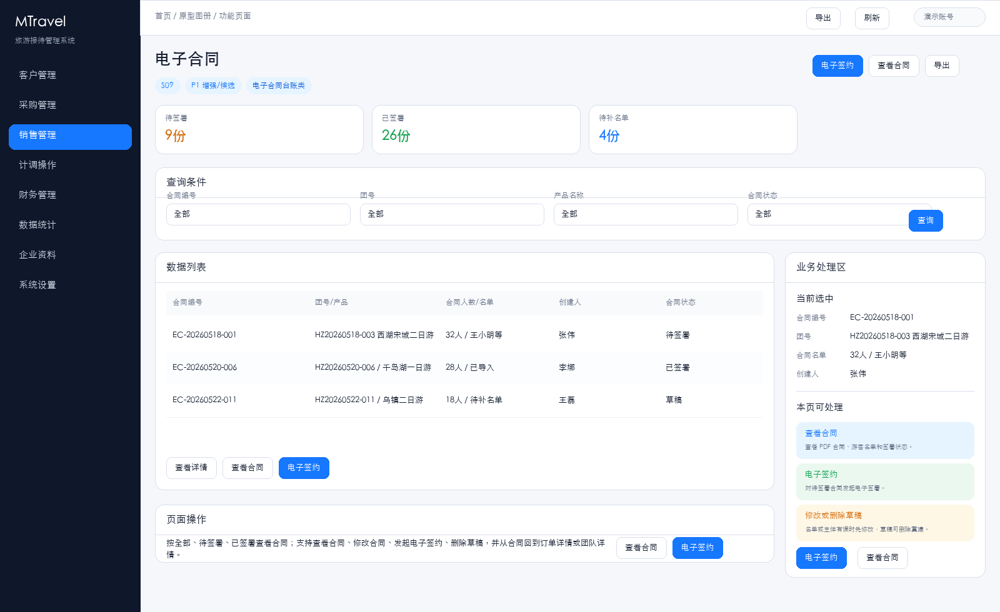 MTravel
旅游接待管理系统
客户管理
采购管理
销售管理
计调操作
财务管理
数据统计
企业资料
系统设置
首页 / 原型图册 / 功能页面
导出
刷新
演示账号
电子合同
电子签约
查看合同
导出
S09
P1 增强/候选
电子合同台账类
待签署
9份
已签署
26份
待补名单
4份
查询条件
合同编号
团号
产品名称
合同状态
全部
全部
全部
全部
查询
数据列表
合同编号 团号/产品 合同人数/名单 创建人 合同状态
EC-20260518-001 HZ20260518-003 西湖宋城二日游 32人 / 王小明等 张伟 待签署
EC-20260520-006 HZ20260520-006 / 千岛湖一日游 28人 / 已导入 李娜 已签署
EC-20260522-011 HZ20260522-011 / 乌镇二日游 18人 / 待补名单 王磊 草稿
查看详情
查看合同
电子签约
业务处理区
当前选中
合同编号 EC-20260518-001
团号 HZ20260518-003 西湖宋城二日游
合同名单 32人 / 王小明等
创建人 张伟
本页可处理
查看合同
查看 PDF 合同、游客名单和签署状态。
电子签约
对待签署合同发起电子签署。
修改或删除草稿
名单或主体有误时先修改，草稿可删除重建。
电子签约
查看合同
页面操作
按全部、待签署、已签署查看合同；支持查看合同、修改合同、发起电子签约、删除草稿，并从合同回到订单详情或团队详
情。
查看合同
电子签约